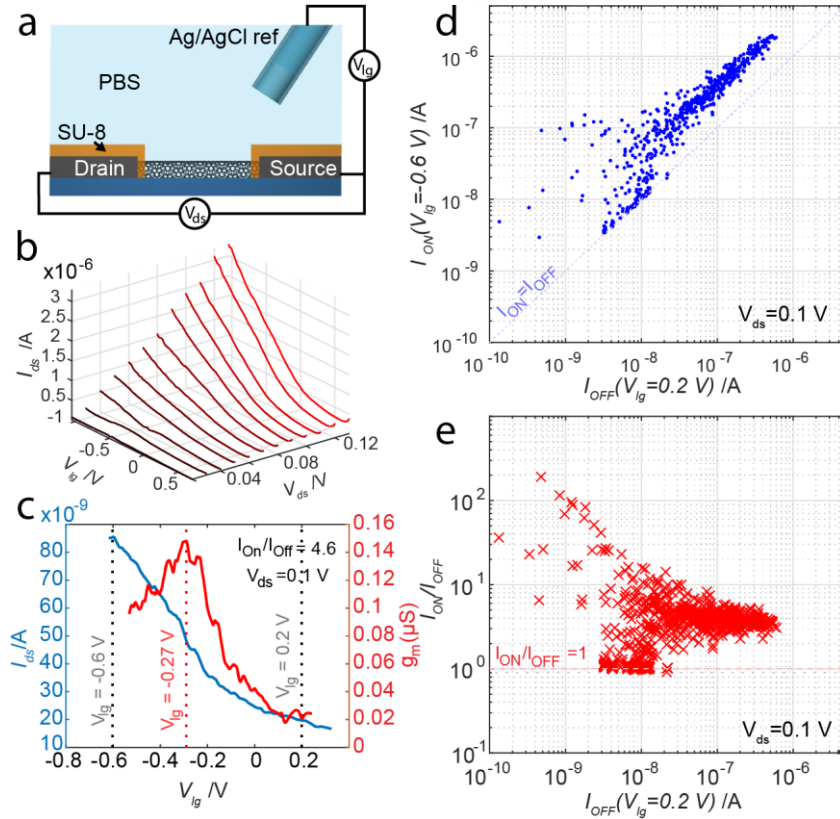 a
Ag/AgCl ref
V_lg
PBS
SU-8
Drain
Source
V_ds
b
x10^-6
3
2.5
2
1.5
1
0.5
I_ds /A
-1
-0.5
0
0.5
V_lg /V
0.04
0.08
0.12
V_ds /V
c
x10^-9
80
70
60
50
40
30
20
10
I_ds /A
I_On/I_Off = 4.6
V_ds=0.1 V
V_lg = -0.6 V
V_lg = -0.27 V
V_lg = 0.2 V
0.16
0.14
0.12
0.1
0.08
0.06
0.04
0.02
0
g_m(µS)
-0.8
-0.6
-0.4
-0.2
0
0.2
V_lg /V
d
10^-6
10^-7
10^-8
10^-9
10^-10
I_ON(V_lg=-0.6 V) /A
I_ON=I_OFF
V_ds=0.1 V
10^-10
10^-9
10^-8
10^-7
10^-6
I_OFF(V_lg=0.2 V) /A
e
10^2
10^1
10^0
10^-1
I_ON/I_OFF
I_ON/I_OFF =1
V_ds=0.1 V
10^-10
10^-9
10^-8
10^-7
10^-6
I_OFF(V_lg=0.2 V) /A